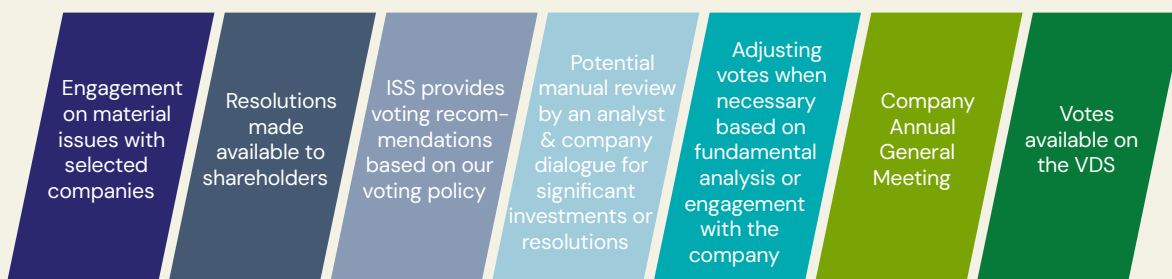 Engagement
on material
issues with
selected
companies
Resolutions
made
available to
shareholders
ISS provides
voting recom-
mendations
based on our
voting policy
Potential
manual review
by an analyst
& company
dialogue for
significant
investments or
resolutions
Adjusting
votes when
necessary
based on
fundamental
analysis or
engagement
with the
company
Company
Annual
General
Meeting
Votes
available on
the VDS